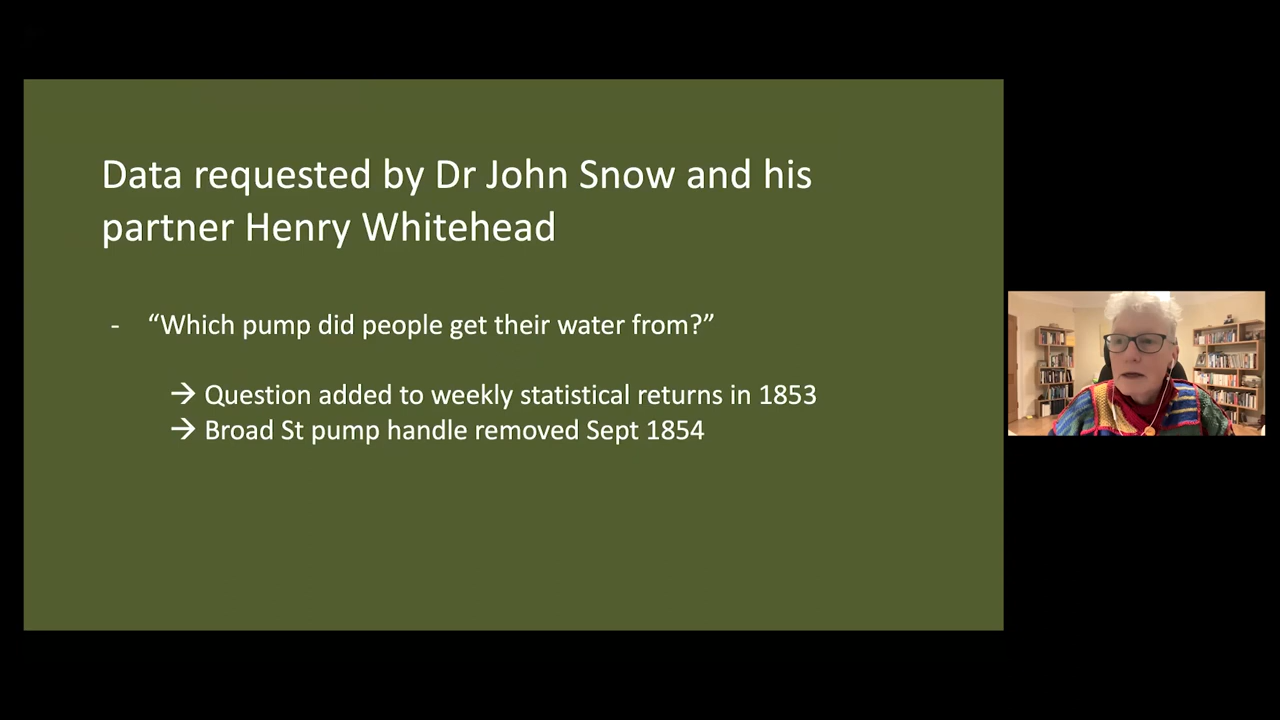 Data requested by Dr John Snow and his
partner Henry Whitehead
- “Which pump did people get their water from?”
→ Question added to weekly statistical returns in 1853
→ Broad St pump handle removed Sept 1854